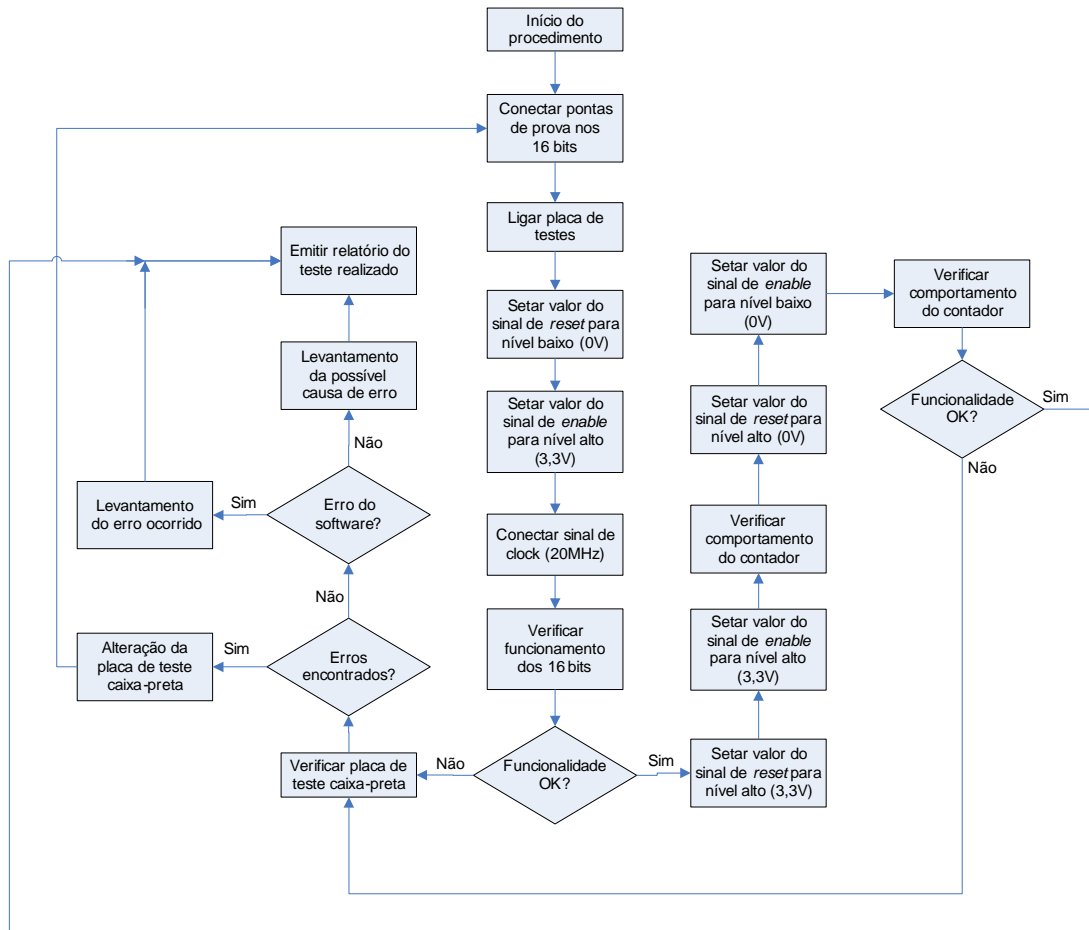 Início do
procedimento
Conectar pontas
de prova nos
16 bits
Ligar placa de
testes
Setar valor do
sinal de reset para
nível baixo (0V)
Setar valor do
sinal de enable
para nível alto
(3,3V)
Conectar sinal de
clock (20MHz)
Verificar
funcionamento
dos 16 bits
Funcionalidade
OK?
Não
Sim
Verificar placa de
teste caixa-preta
Erros
encontrados?
Sim
Não
Alteração da
placa de teste
caixa-preta
Erro do
software?
Sim
Não
Levantamento
do erro ocorrido
Levantamento
da possível
causa de erro
Emitir relatório do
teste realizado
Setar valor do
sinal de reset para
nível alto (3,3V)
Setar valor do
sinal de enable
para nível alto
(3,3V)
Verificar
comportamento
do contador
Setar valor do
sinal de reset para
nível alto (0V)
Setar valor do
sinal de enable
para nível baixo
(0V)
Verificar
comportamento
do contador
Funcionalidade
OK?
Sim
Não